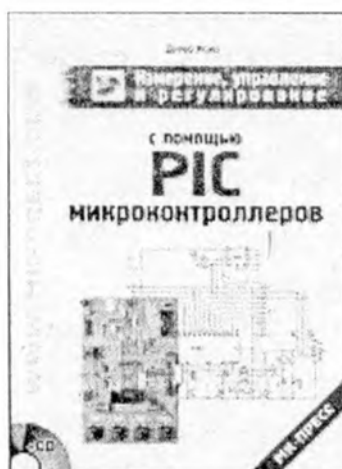 Измерение, управление
и регулирование
с помощью
PIC
микроконтроллеров
CD
МК-ПРЕСС